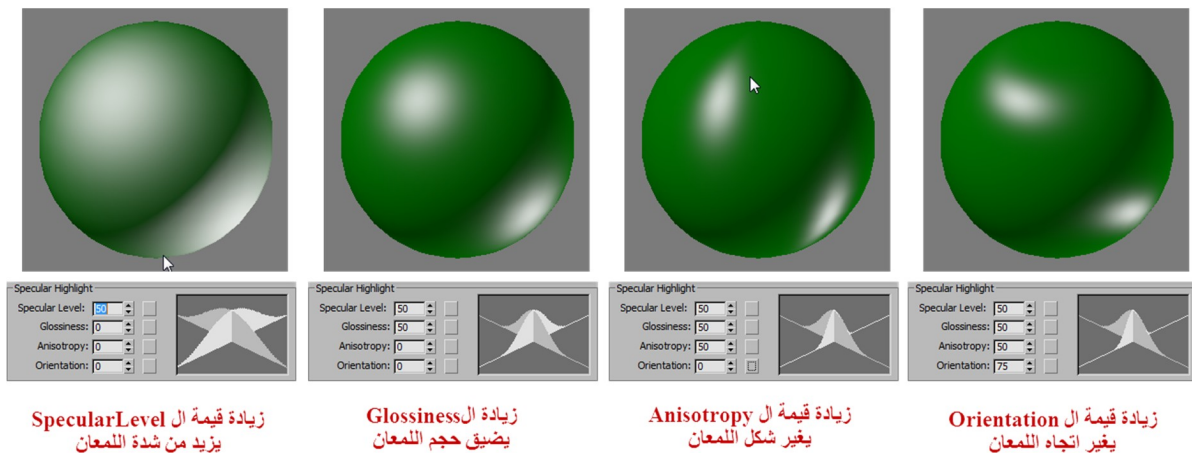 Specular Highlight
Specular Level: 50
Glossiness: 0
Anisotropy: 0
Orientation: 0
زيادة قيمة ال SpecularLevel
يزيد من شدة اللمعان
Specular Highlight
Specular Level: 50
Glossiness: 50
Anisotropy: 0
Orientation: 0
زيادة الGlossiness
يضيق حجم اللمعان
Specular Highlight
Specular Level: 50
Glossiness: 50
Anisotropy: 50
Orientation: 0
زيادة قيمة ال Anisotropy
يغير شكل اللمعان
Specular Highlight
Specular Level: 50
Glossiness: 50
Anisotropy: 50
Orientation: 75
زيادة قيمة ال Orientation
يغير اتجاه اللمعان